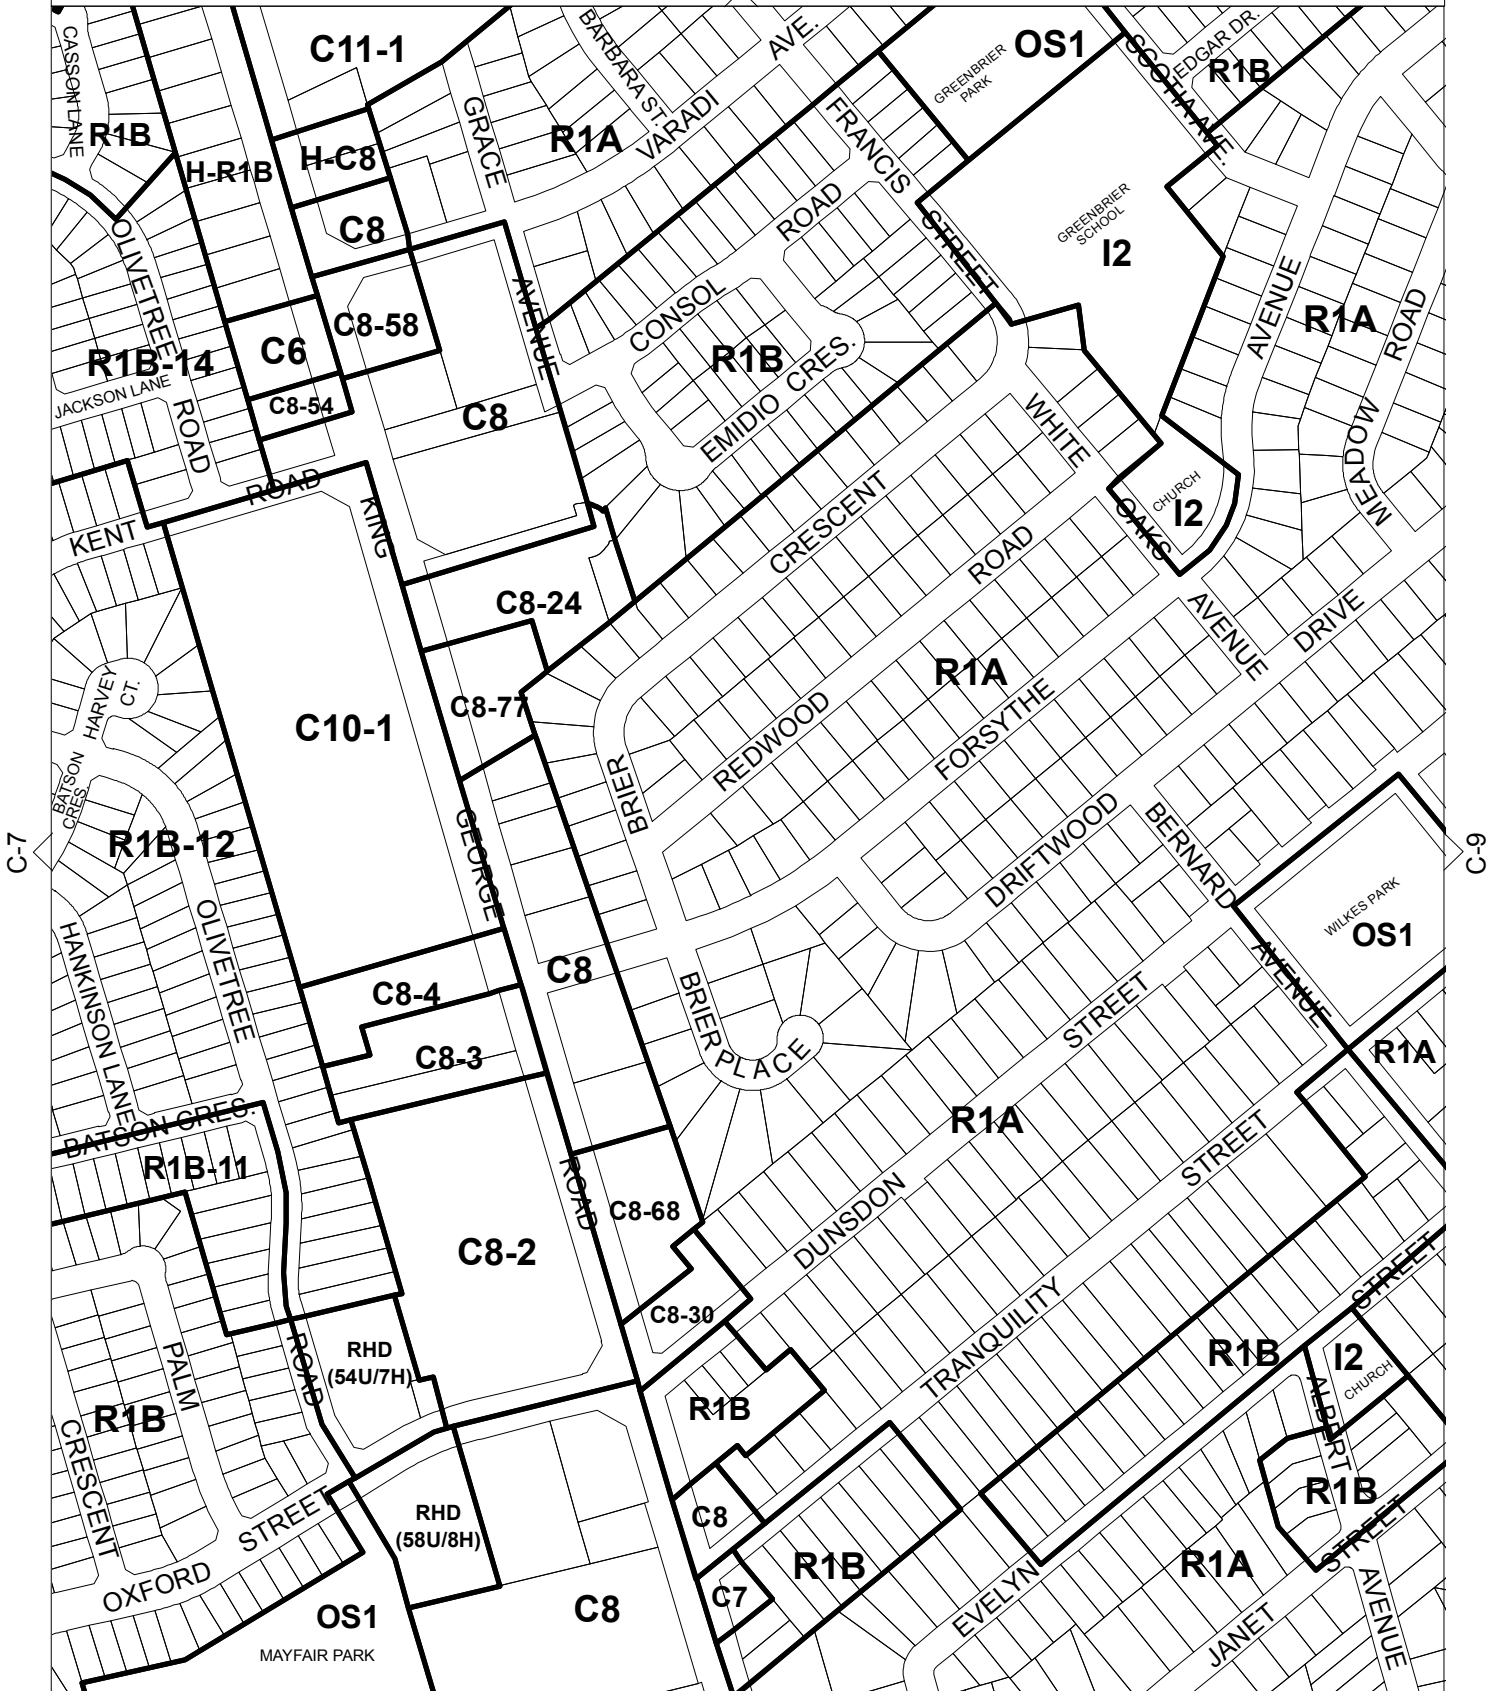 C11-1
BARBARA ST.
AVE.
OS1
GREENBRIER
PARK
EDGAR DR.
SCOTIA AVE.
R1B
CASSON LANE
R1B
H-R1B
H-C8
GRACE
R1A
VARADI
FRANCIS
C8
ROAD
STREET
GREENBRIER
SCHOOL
I2
OLIVETREE
C8-58
AVENUE
CONSOL
AVENUE
R1A
ROAD
R1B-14
C6
R1B
EMIDIO CRES.
JACKSON LANE
C8-54
C8
ROAD
WHITE
MEADOW
ROAD
KING
CRESCENT
CHURCH
I2
KENT
OAKS
ROAD
C8-24
AVENUE
DRIVE
HARVEY
CT.
C10-1
C8-77
R1A
REDWOOD
FORSYTHE
BATSON
CRES.
BRIER
R1B-12
GEORGE
DRIFTWOOD
BERNARD
C-7
C-9
WILKES PARK
OS1
HANKINSON LANE
OLIVETREE
C8
AVENUE
C8-4
BRIER
PLACE
STREET
C8-3
R1A
BATSON CRES.
R1A
R1B-11
ROAD
STREET
C8-68
DUNSDON
C8-2
C8-30
STREET
TRANQUILITY
RHD
(54U/7H)
PALM
ROAD
R1B
I2
CHURCH
ALBERT
R1B
CRESCENT
R1B
R1B
STREET
RHD
(58U/8H)
C8
STREET
OXFORD
R1B
R1A
C7
EVELYN
C8
OS1
MAYFAIR PARK
JANET
AVENUE